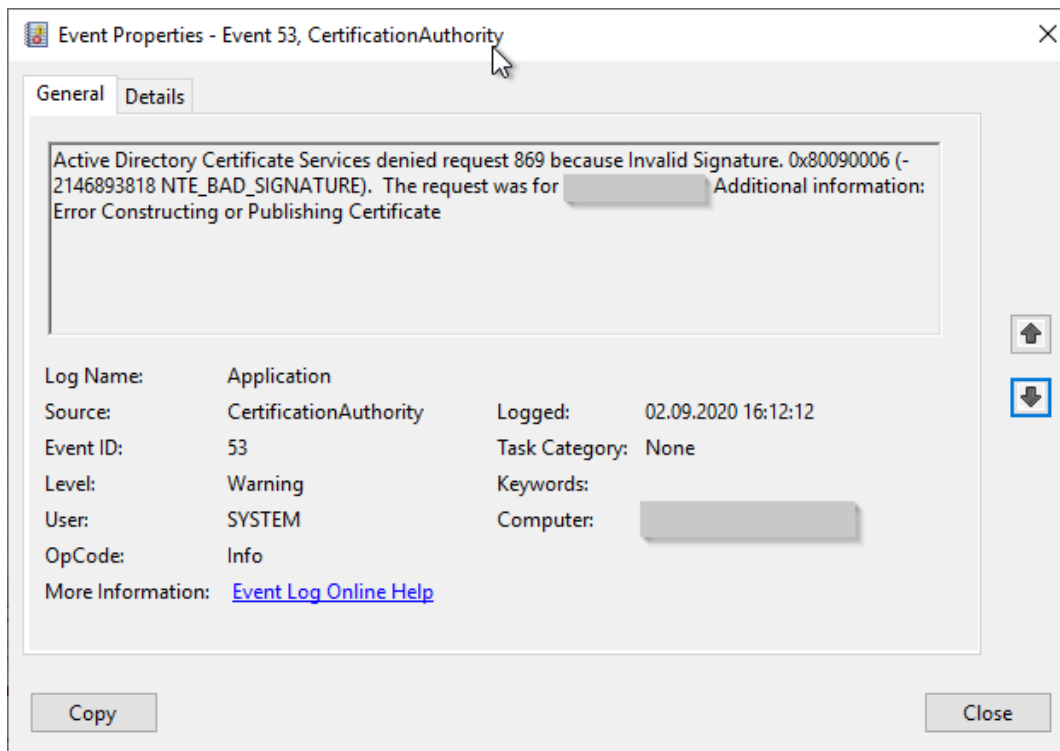 Event Properties - Event 53, CertificationAuthority
General Details
Active Directory Certificate Services denied request 869 because Invalid Signature. 0x80090006 (-
2146893818 NTE_BAD_SIGNATURE).  The request was for Additional information:
Error Constructing or Publishing Certificate
Log Name: Application
Source: CertificationAuthority Logged: 02.09.2020 16:12:12
Event ID: 53 Task Category: None
Level: Warning Keywords:
User: SYSTEM Computer:
OpCode: Info
More Information: Event Log Online Help
Copy Close